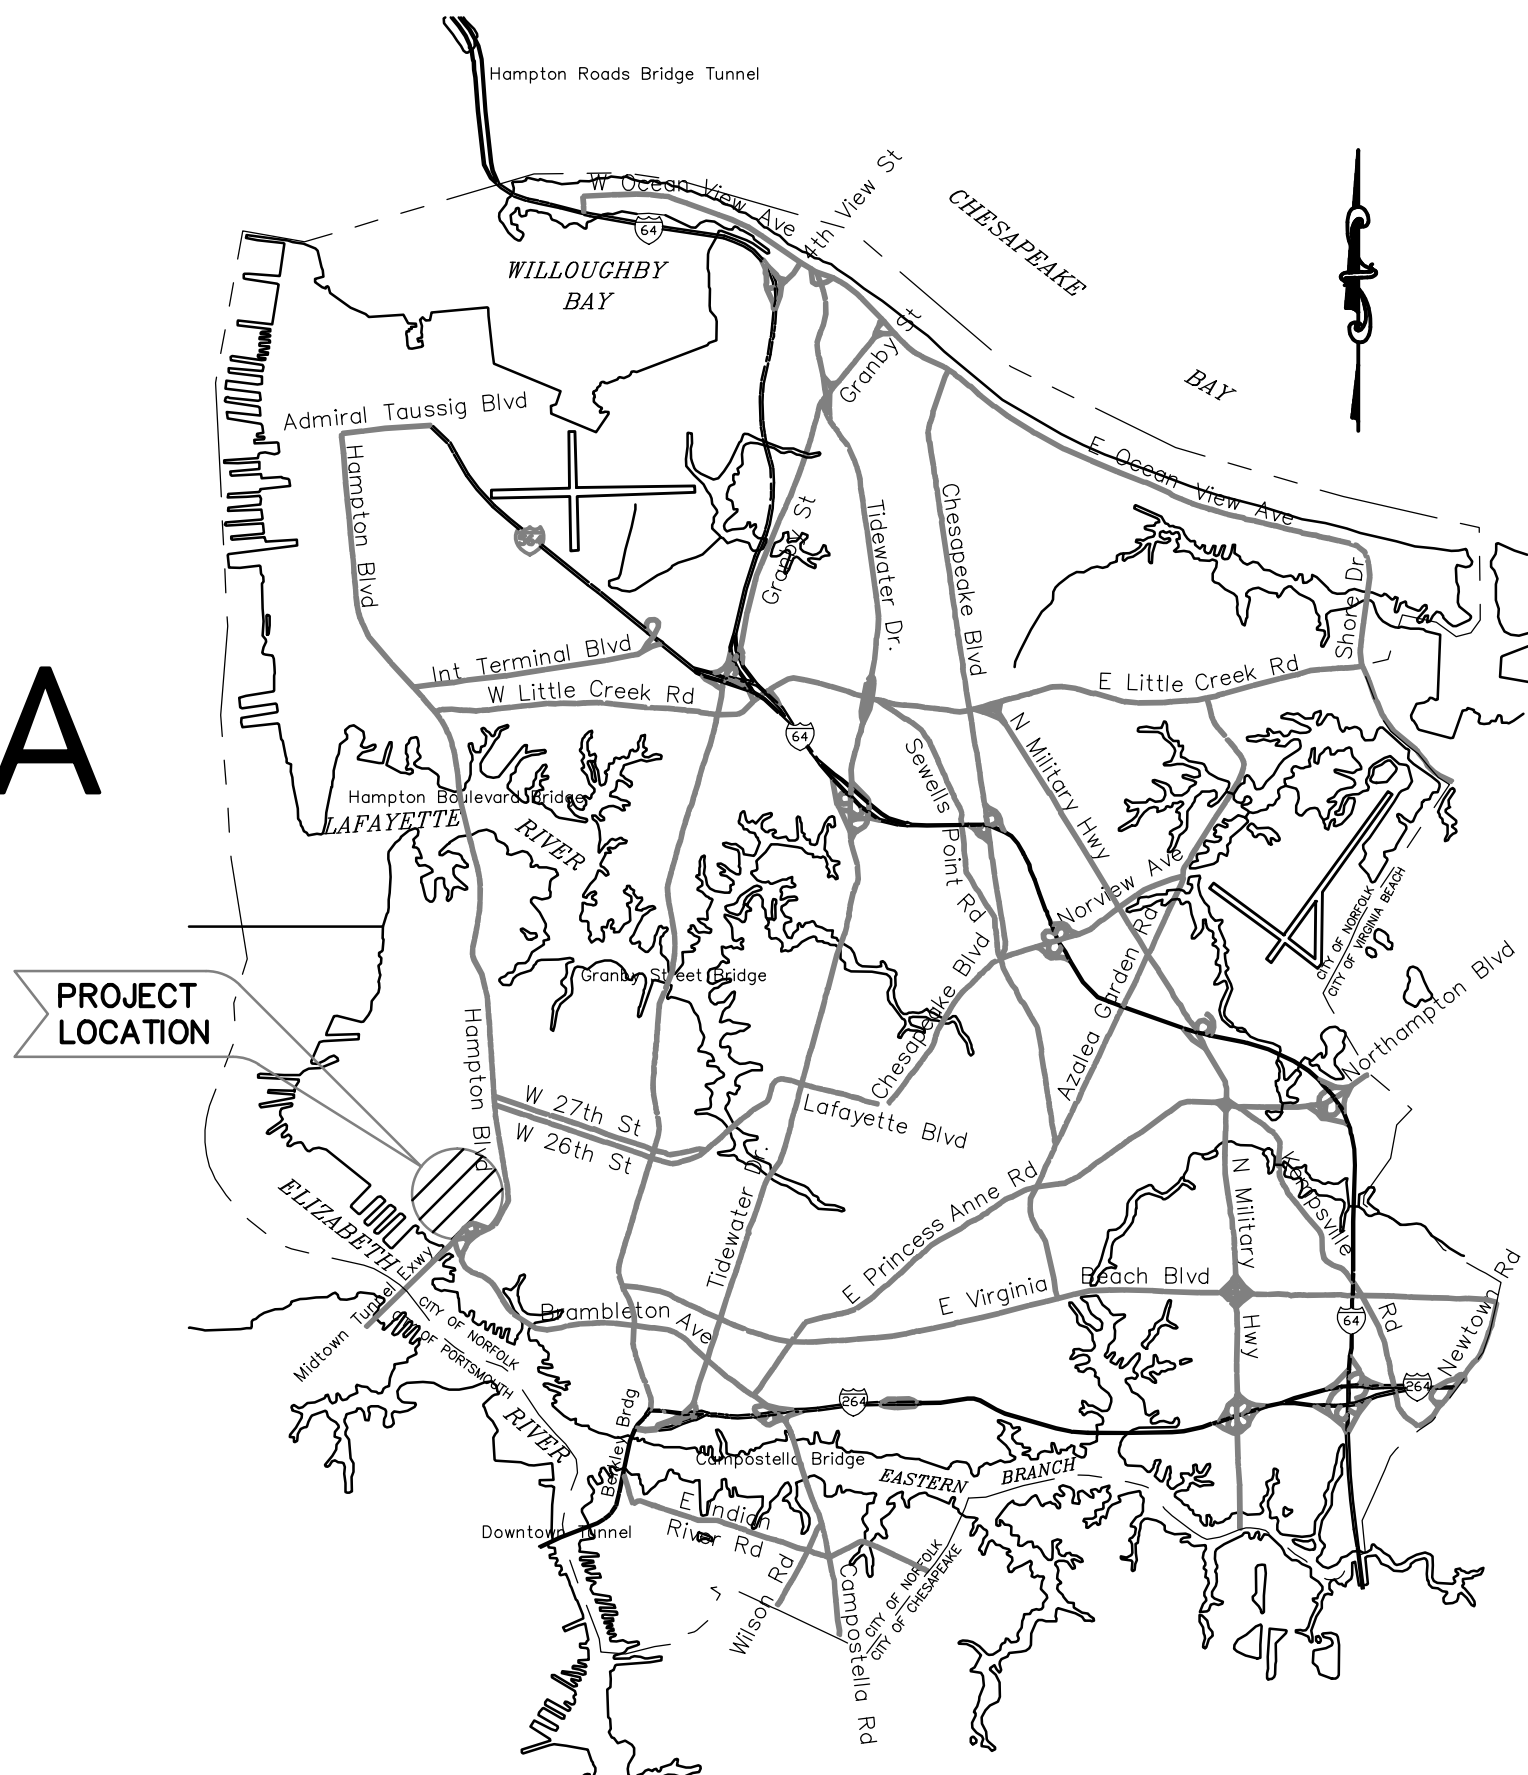 Hampton Roads Bridge Tunnel
W Ocean View Ave
4th View St
CHESAPEAKE
64
WILLOUGHBY
BAY
Granby St
BAY
Admiral Taussig Blvd
E Ocean View Ave
Hampton Blvd
Granby St
Tidewater Dr.
Chesapeake Blvd
Shore Dr
Int Terminal Blvd
W Little Creek Rd
E Little Creek Rd
A
64
N Military Hwy
Sewells Point Rd
Hampton Boulevard Bridge
LAFAYETTE
RIVER
Norview Ave
CITY OF NORFOLK
CITY OF VIRGINIA BEACH
Granby Street Bridge
Chesapeake Blvd
Azalea Garden Rd
Northampton Blvd
PROJECT
LOCATION
Hampton Blvd
W 27th St
W 26th St
Lafayette Blvd
Tidewater Dr.
E Princess Anne Rd
N Military
Hwy
Kempsville
Rd
ELIZABETH
Midtown Tunnel Exwy
CITY OF NORFOLK
CITY OF PORTSMOUTH
RIVER
Brambleton Ave
E Virginia
Beach Blvd
64
Newtown Rd
264
264
Berkley Brdg
Campostella Bridge
EASTERN
BRANCH
Downtown Tunnel
E Indian
River Rd
Wilson Rd
Campostella Rd
CITY OF NORFOLK
CITY OF CHESAPEAKE